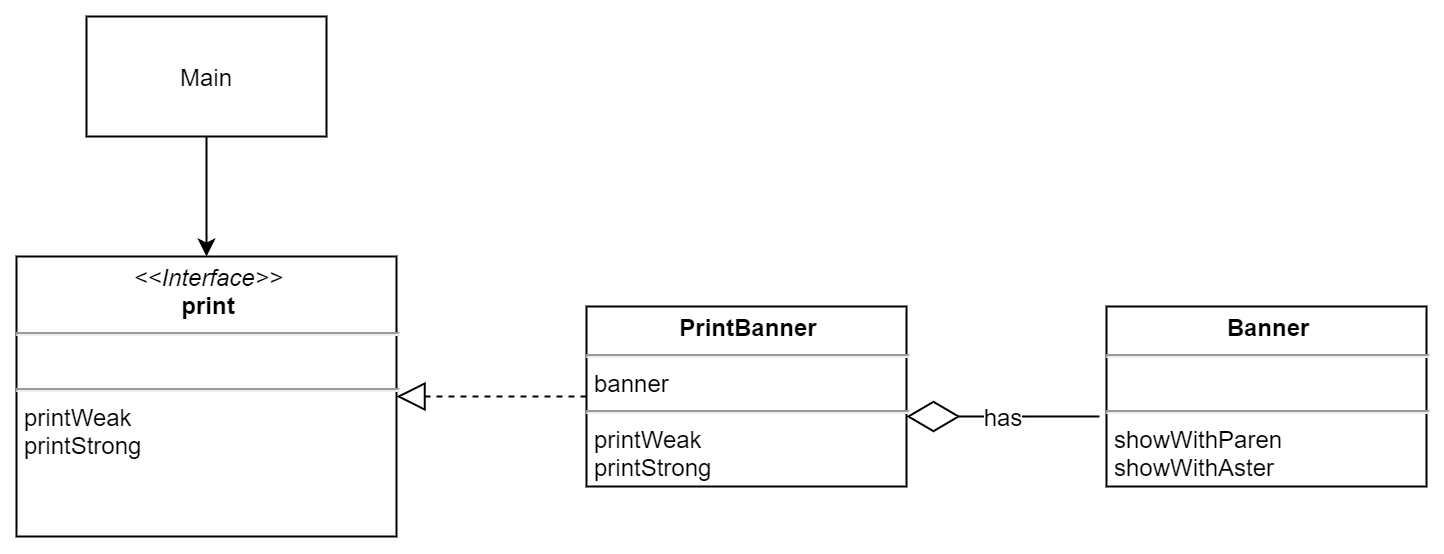 Main
<<Interface>>
print
printWeak
printStrong
PrintBanner
banner
printWeak
printStrong
has
Banner
showWithParen
showWithAster